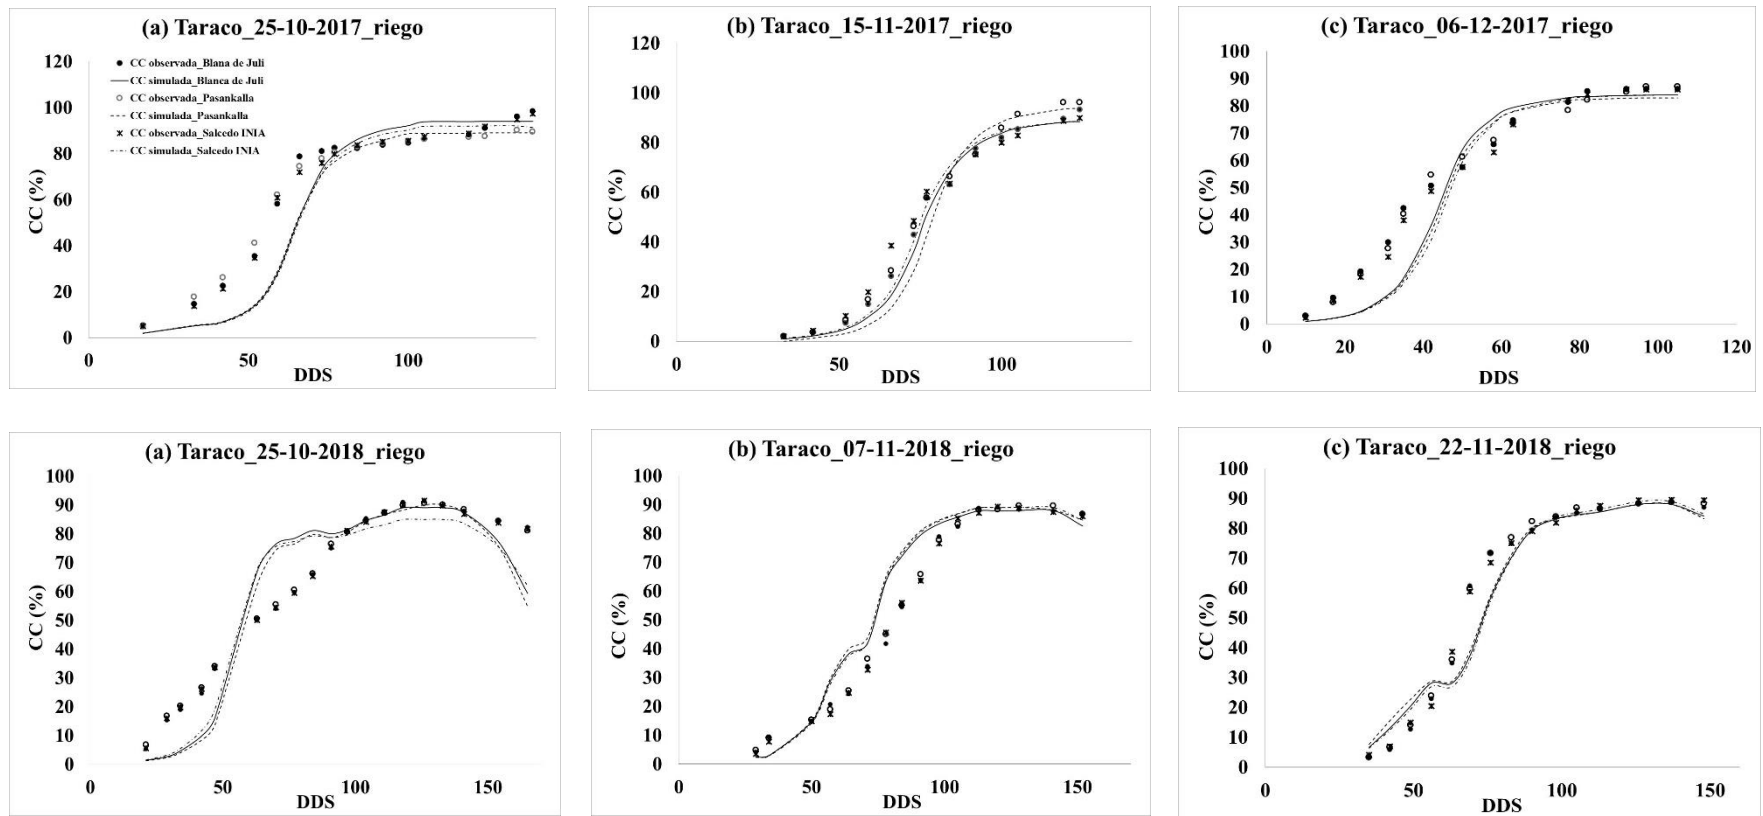 (a) Taraco_25-10-2017_riego
120
100
80
60
40
20
0
CC (%)
CC observada_Blana de Juli
CC simulada_Blanca de Juli
CC observada_Pasankalla
CC simulada_Pasankalla
CC observada_Salcedo INIA
CC simulada_Salcedo INIA
0 50 100
DDS
(b) Taraco_15-11-2017_riego
120
100
80
60
40
20
0
CC (%)
0 50 100
DDS
(c) Taraco_06-12-2017_riego
100
90
80
70
60
50
40
30
20
10
0
CC (%)
0 20 40 60 80 100 120
DDS
(a) Taraco_25-10-2018_riego
100
90
80
70
60
50
40
30
20
10
0
CC (%)
0 50 100 150
DDS
(b) Taraco_07-11-2018_riego
100
90
80
70
60
50
40
30
20
10
0
CC (%)
0 50 100 150
DDS
(c) Taraco_22-11-2018_riego
100
90
80
70
60
50
40
30
20
10
0
CC (%)
0 50 100 150
DDS